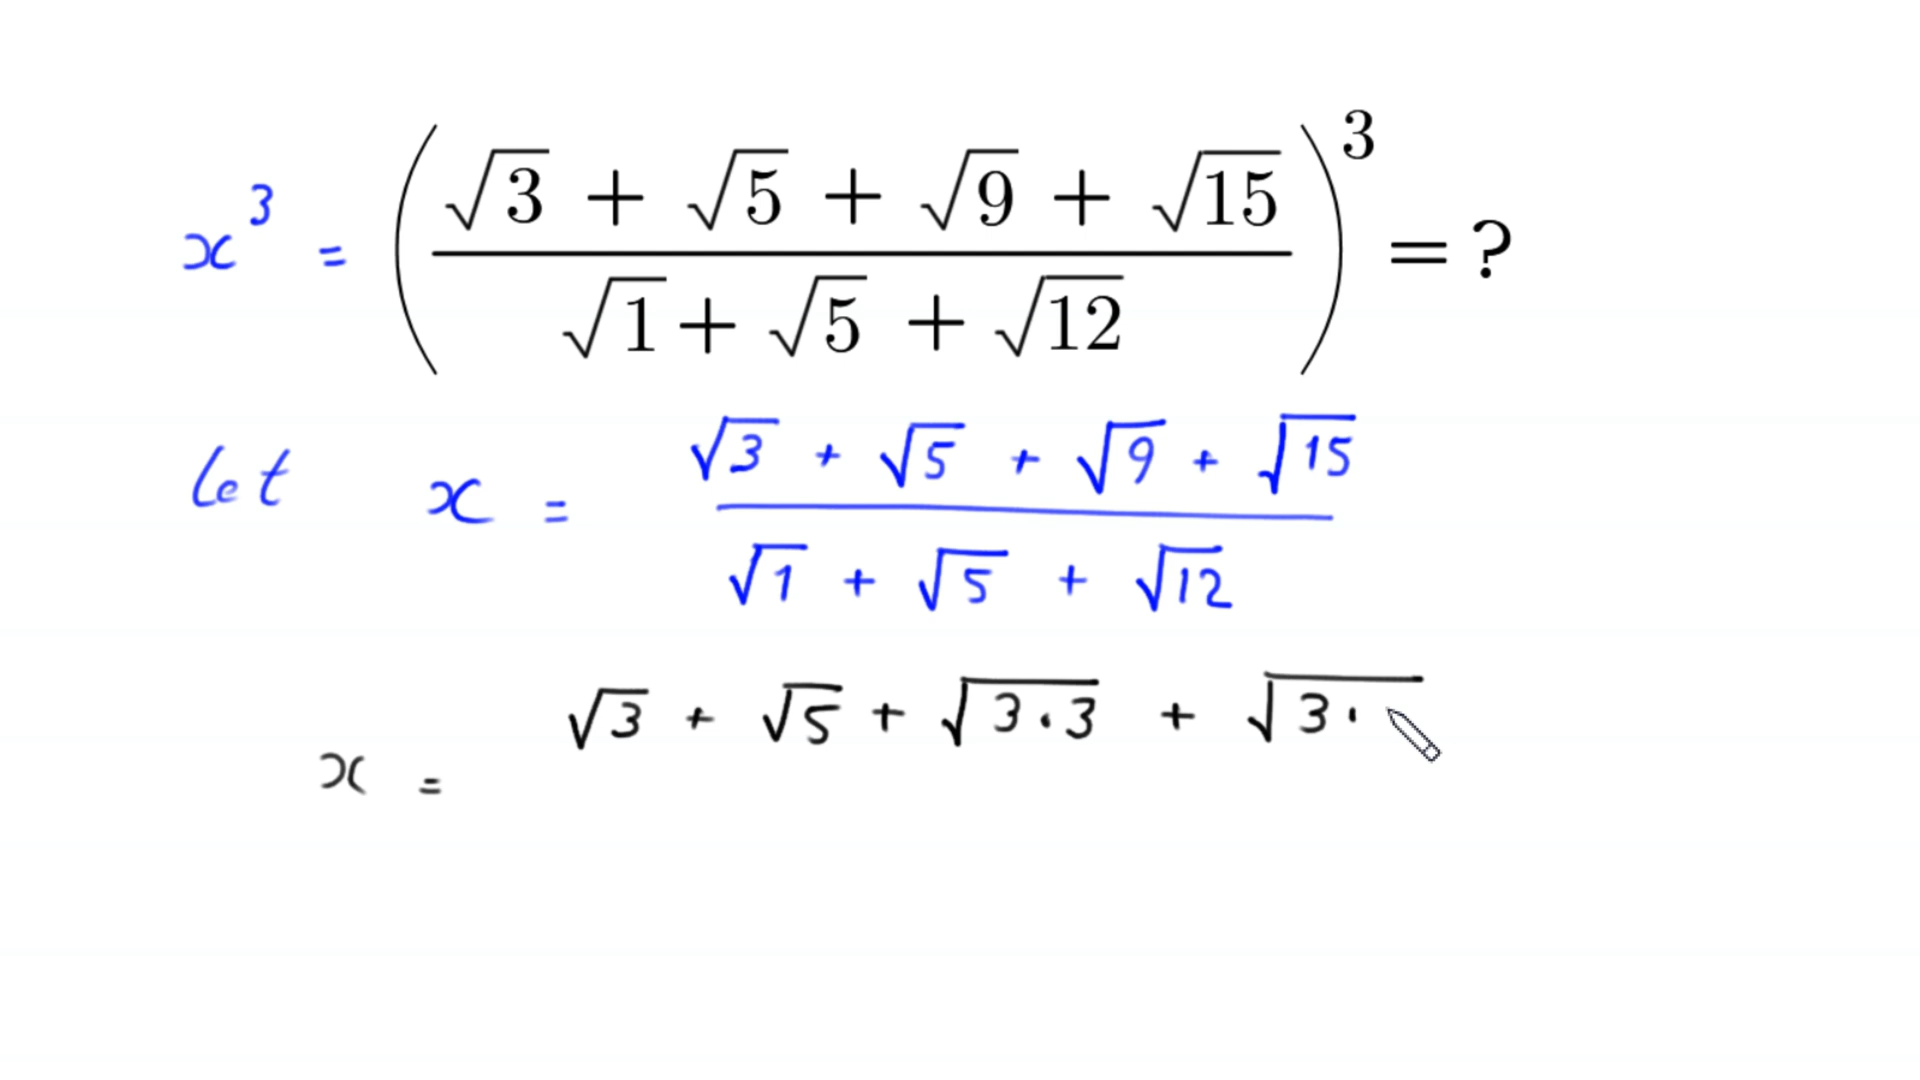 x³ = ( (√3 + √5 + √9 + √15) / (√1 + √5 + √12) )³ = ?
let x = (√3 + √5 + √9 + √15) / (√1 + √5 + √12)
x = √3 + √5 + √(3·3) + √(3·